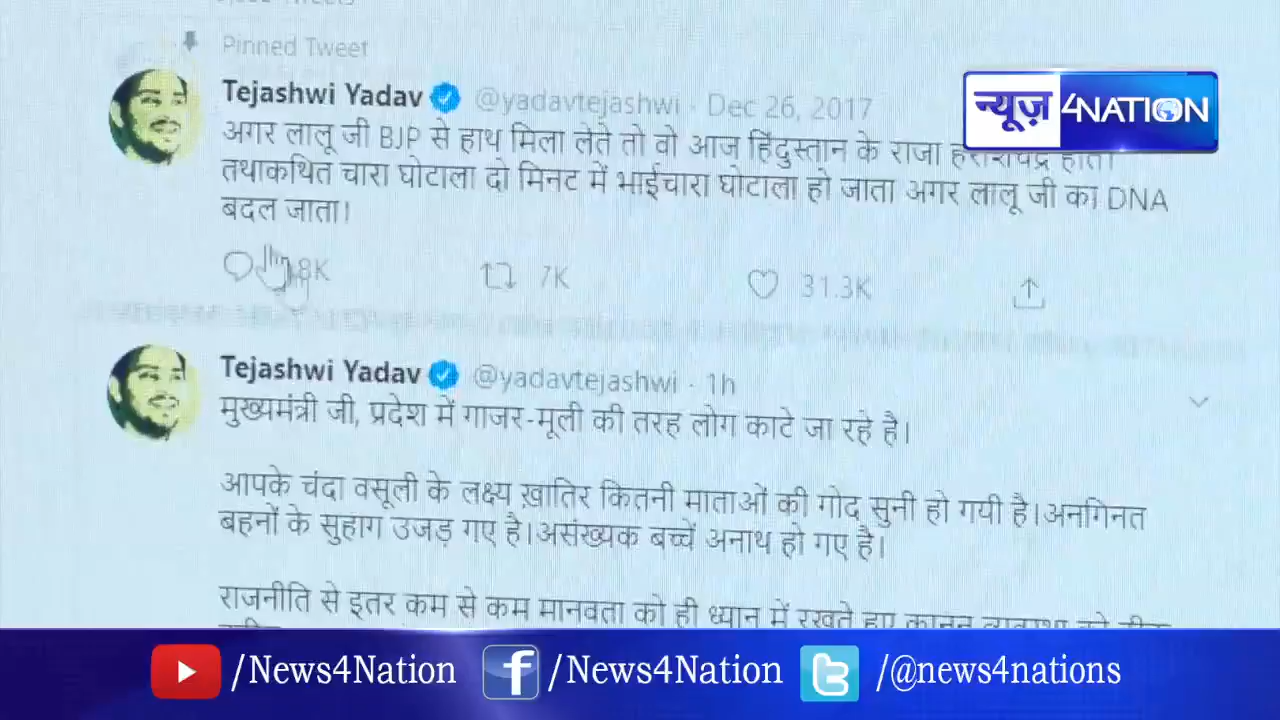 Pinned Tweet
Tejashwi Yadav @yadavtejashwi · Dec 26, 2017
न्यूज़ 4NATION
अगर लालू जी BJP से हाथ मिला लेते तो वो आज हिंदुस्तान के राजा
तथाकथित चारा घोटाला दो मिनट में भाईचारा घोटाला हो जाता अगर लालू जी का DNA
बदल जाता।
7K 31.3K
Tejashwi Yadav @yadavtejashwi · 1h
मुख्यमंत्री जी, प्रदेश में गाजर-मूली की तरह लोग काटे जा रहे है।
आपके चंदा वसूली के लक्ष्य ख़ातिर कितनी माताओं की गोद सुनी हो गयी है।अनगिनत
बहनों के सुहाग उजड़ गए है।असंख्यक बच्चें अनाथ हो गए है।
राजनीति से इतर कम से कम मानवता को ही ध्यान में रखते हुए
/News4Nation /News4Nation /@news4nations